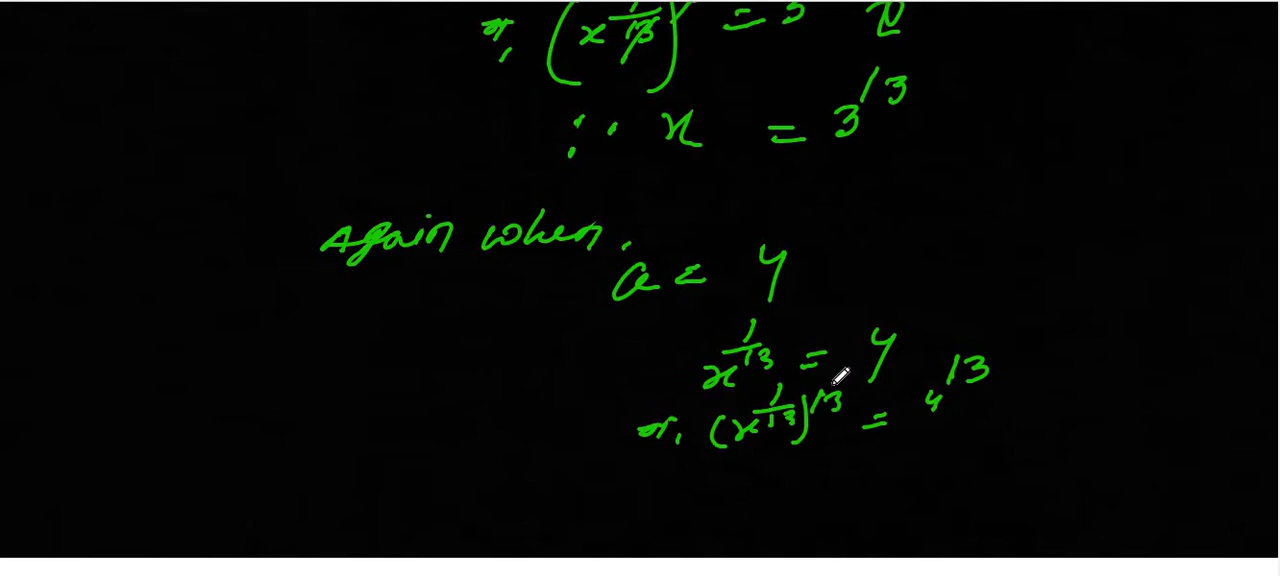 or, (x^{1/13})^{13} = 3^{13}
∴ x = 3^{13}
Again when,
a = 4
x^{1/13} = 4
or, (x^{1/13})^{13} = 4^{13}